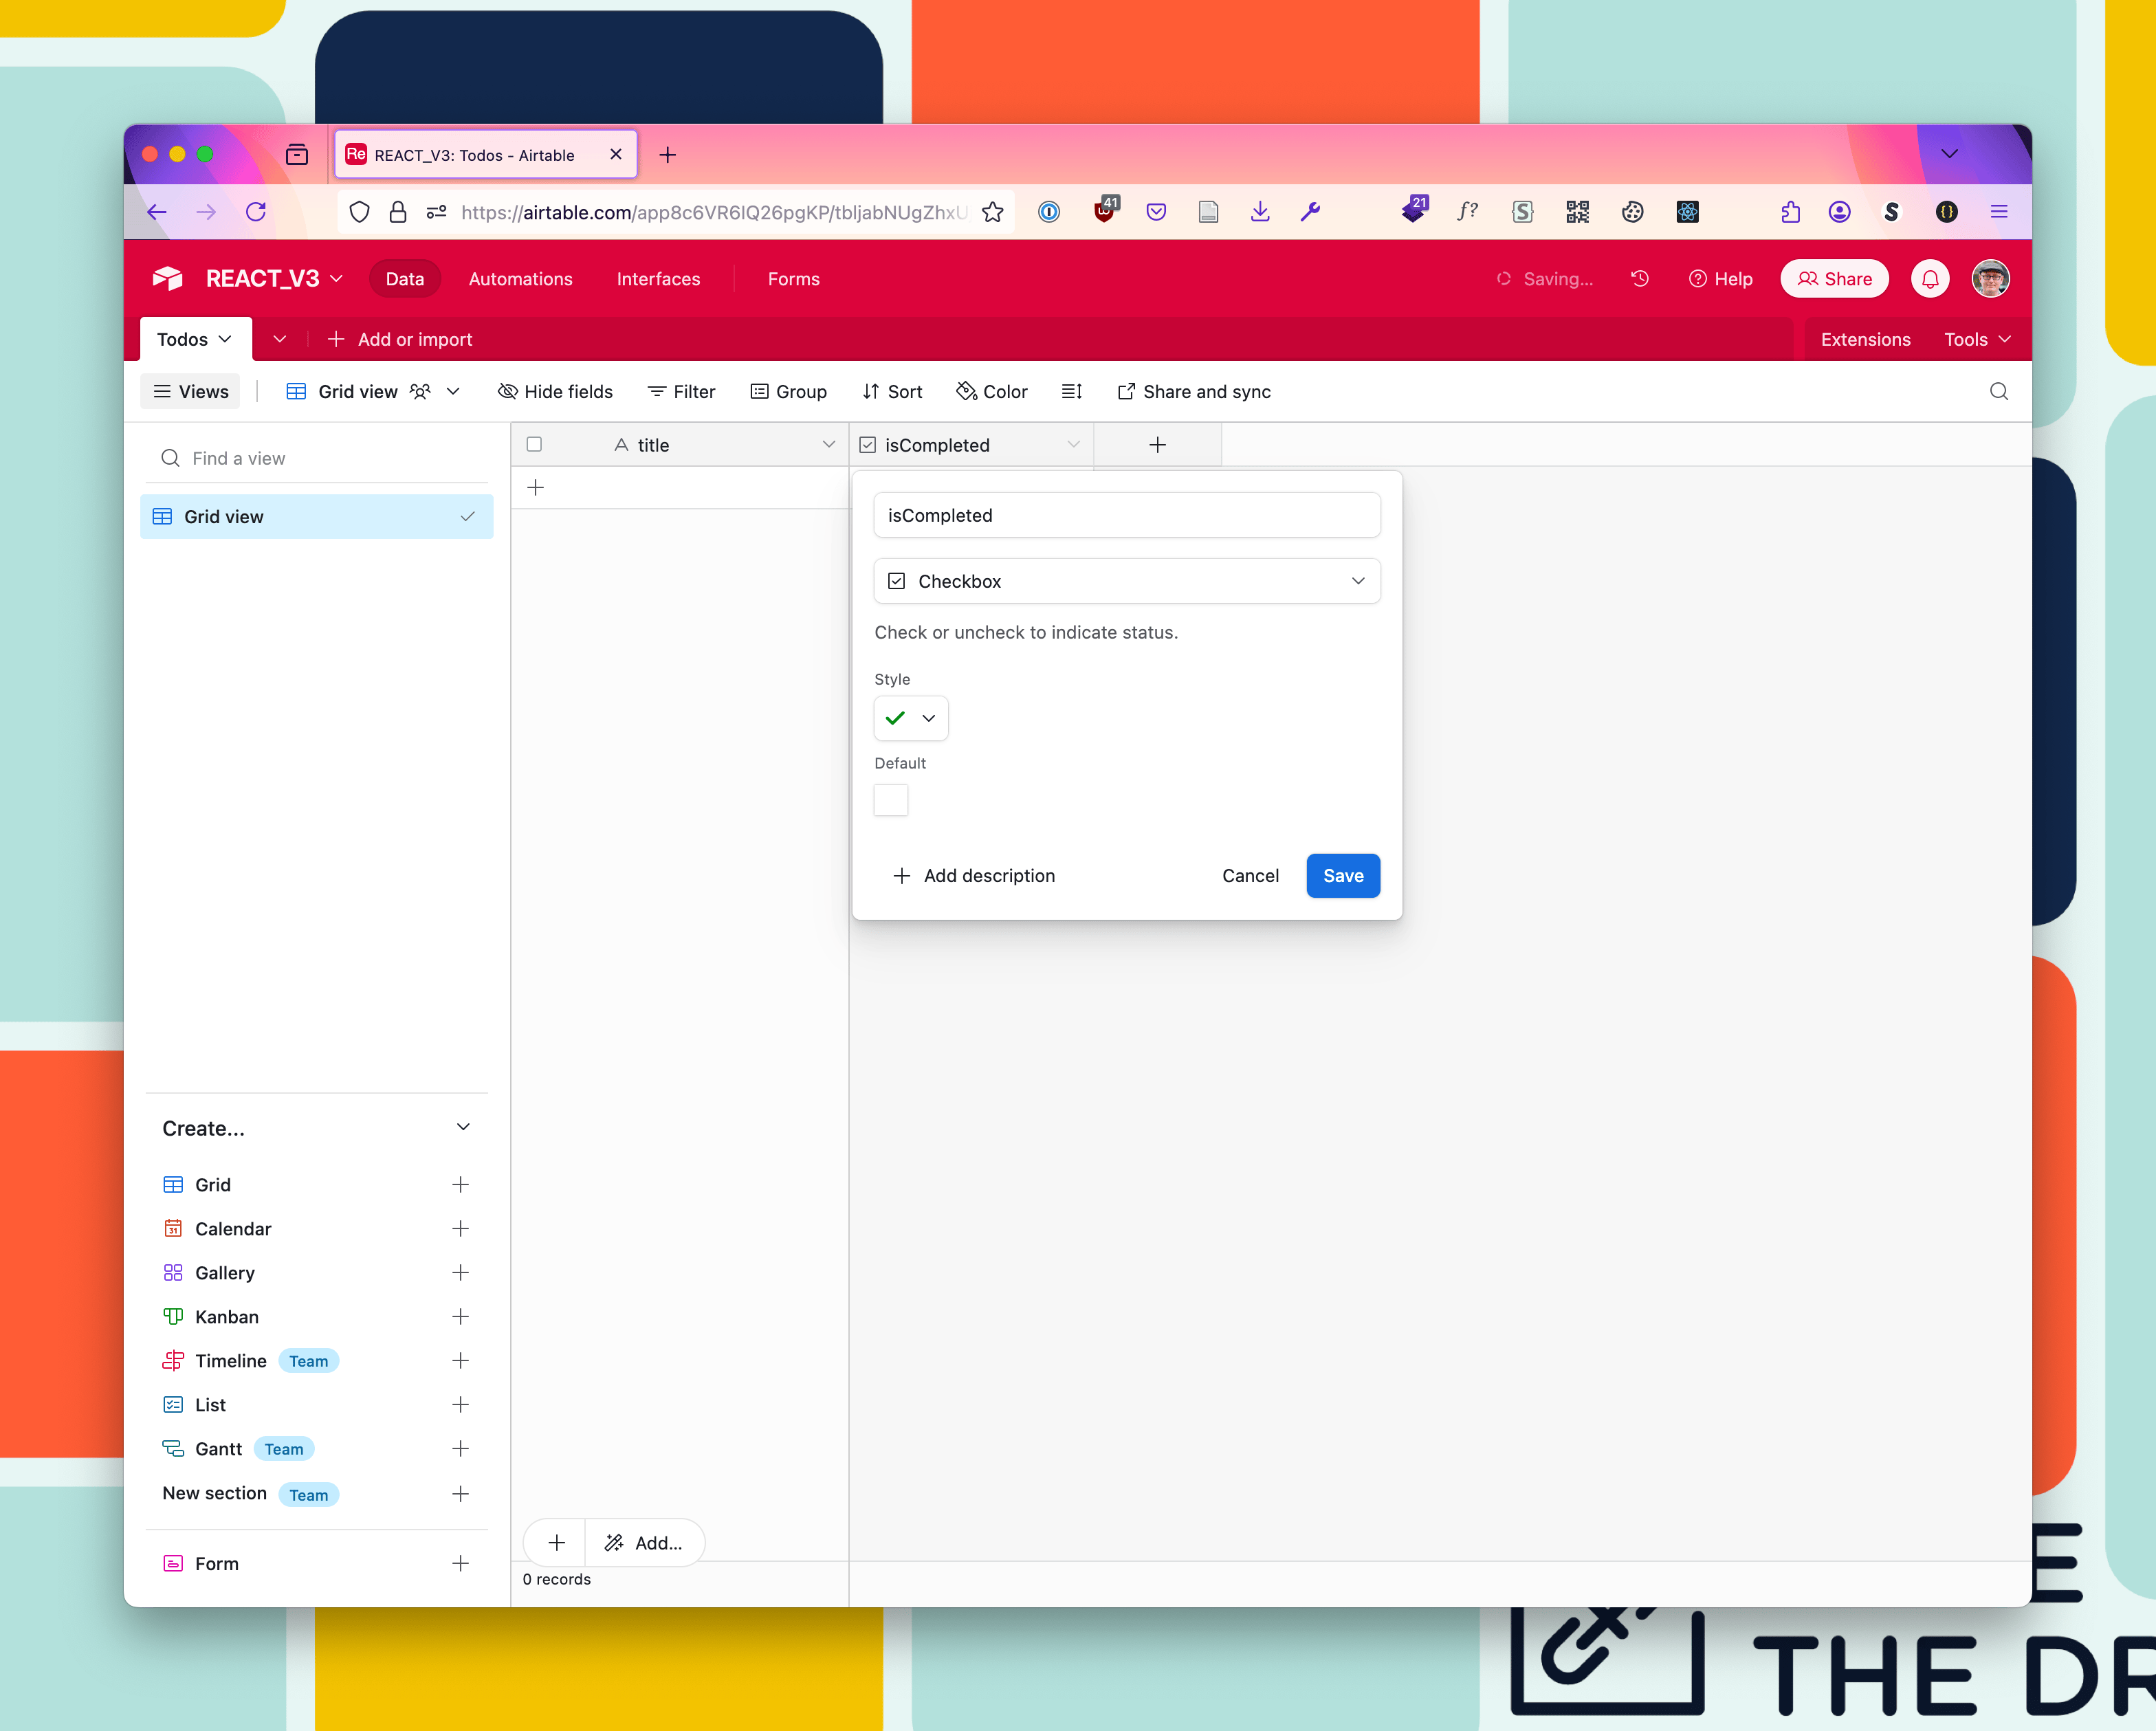 Re REACT_V3: Todos - Airtable
https://airtable.com/app8c6VR6IQ26pgKP/tbljabNUgZhxU
41
21
f?
S
S
{}
REACT_V3
Data
Automations
Interfaces
Forms
Saving...
Help
Share
Todos
Add or import
Extensions
Tools
Views
Grid view
Hide fields
Filter
Group
Sort
Color
Share and sync
Find a view
A title
isCompleted
Grid view
isCompleted
Checkbox
Check or uncheck to indicate status.
Style
Default
Add description
Cancel
Save
Create...
Grid
31 Calendar
Gallery
Kanban
Timeline Team
List
Gantt Team
New section Team
Form
Add...
0 records
E
THE DR